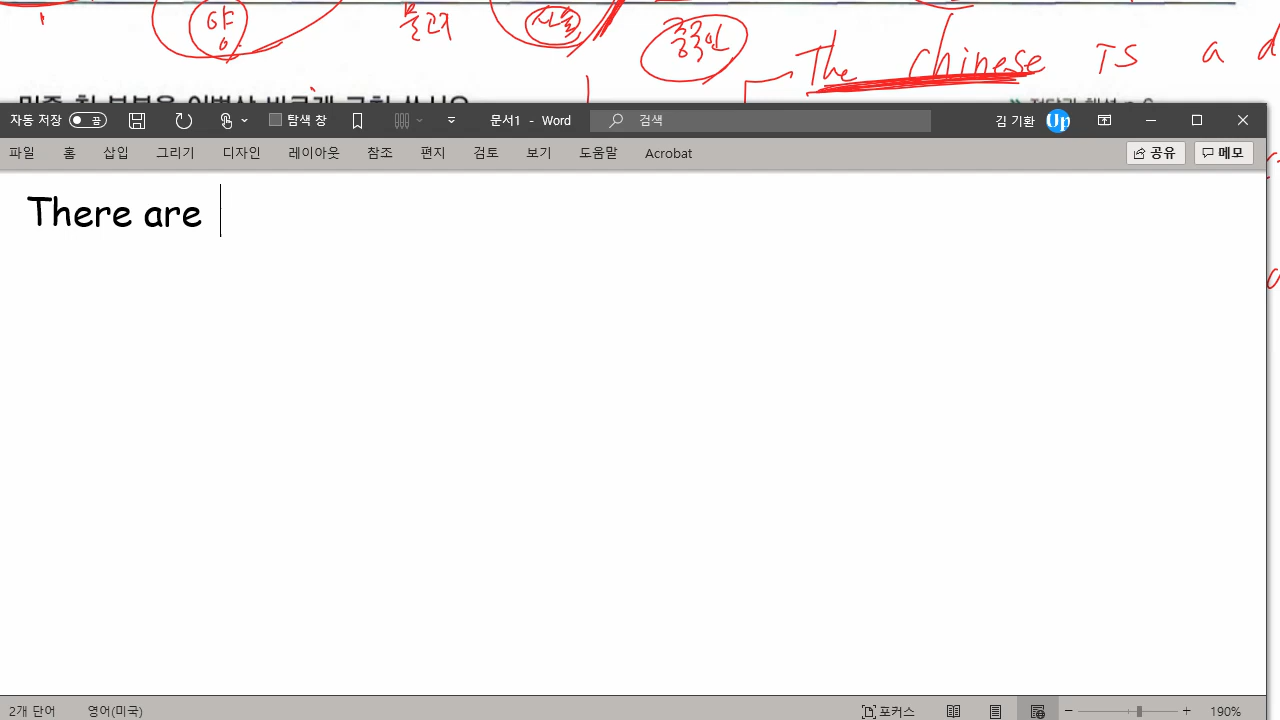 양
물고기
사물
중국인
The Chinese is a
자동 저장 끔 탐색 창 문서1 - Word 검색 김 기환 Up
파일 홈 삽입 그리기 디자인 레이아웃 참조 편지 검토 보기 도움말 Acrobat 공유 메모
There are
2개 단어 영어(미국) 포커스 190%